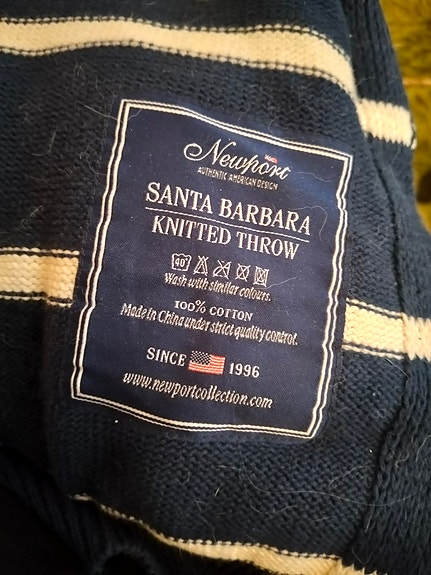 Newport
AUTHENTIC AMERICAN DESIGN
SANTA BARBARA
KNITTED THROW
40°
Wash with similar colours.
100% COTTON
Made in China under strict quality control.
SINCE 1996
www.newportcollection.com